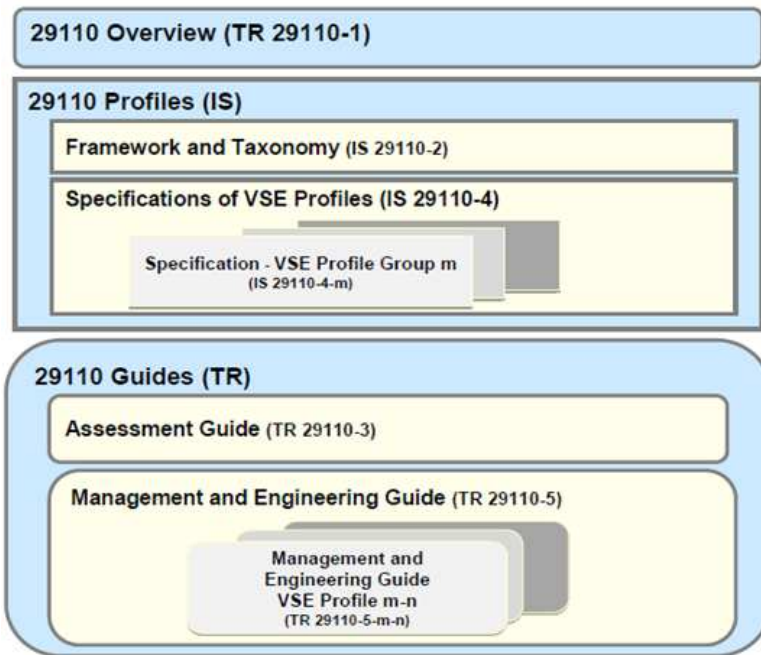 29110 Overview (TR 29110-1)
29110 Profiles (IS)
Framework and Taxonomy (IS 29110-2)
Specifications of VSE Profiles (IS 29110-4)
Specification - VSE Profile Group m
(IS 29110-4-m)
29110 Guides (TR)
Assessment Guide (TR 29110-3)
Management and Engineering Guide (TR 29110-5)
Management and
Engineering Guide
VSE Profile m-n
(TR 29110-5-m-n)